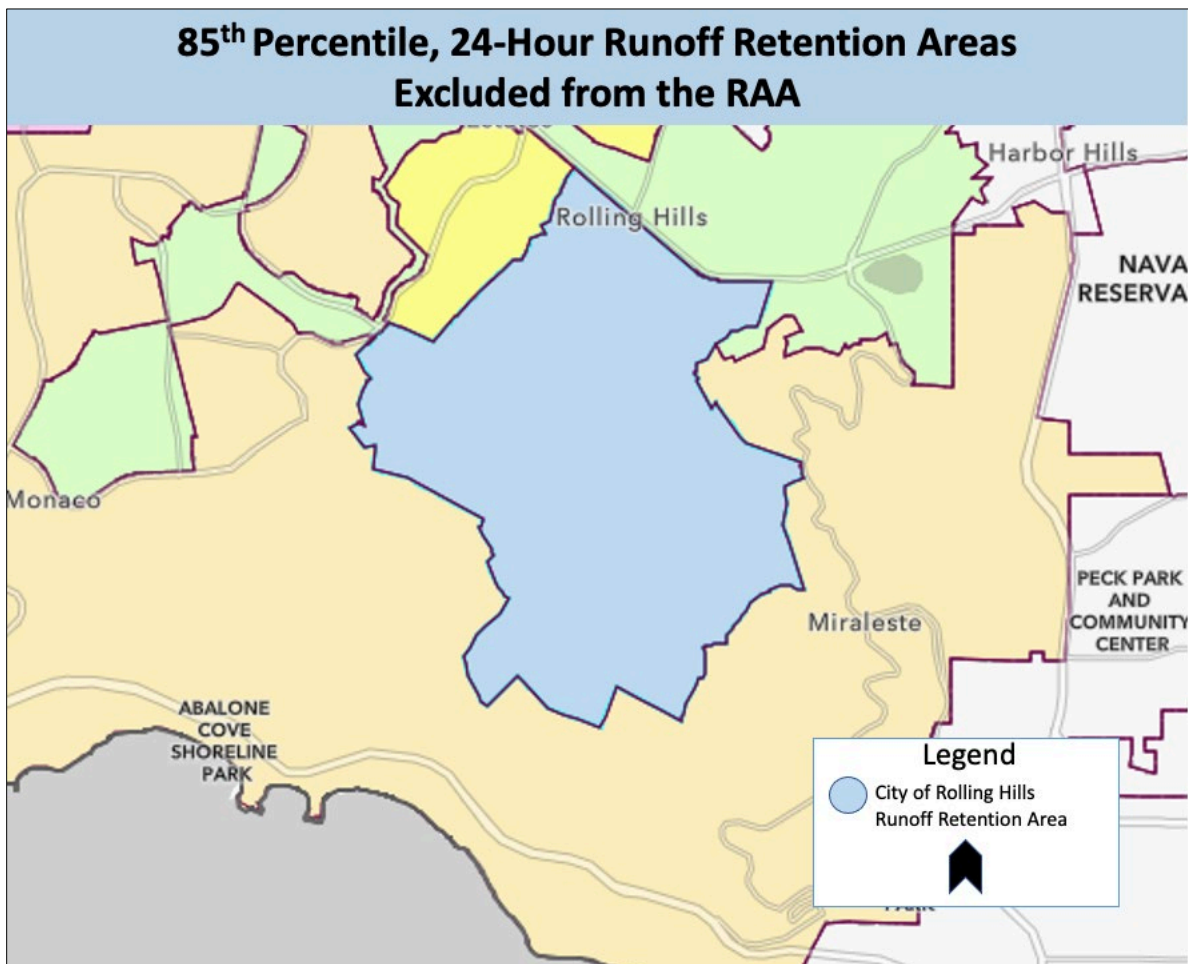 85th Percentile, 24-Hour Runoff Retention Areas
Excluded from the RAA
Harbor Hills
Rolling Hills
NAVA
RESERVA
Monaco
PECK PARK
AND
COMMUNITY
CENTER
Miraleste
ABALONE
COVE
SHORELINE
PARK
Legend
City of Rolling Hills
Runoff Retention Area